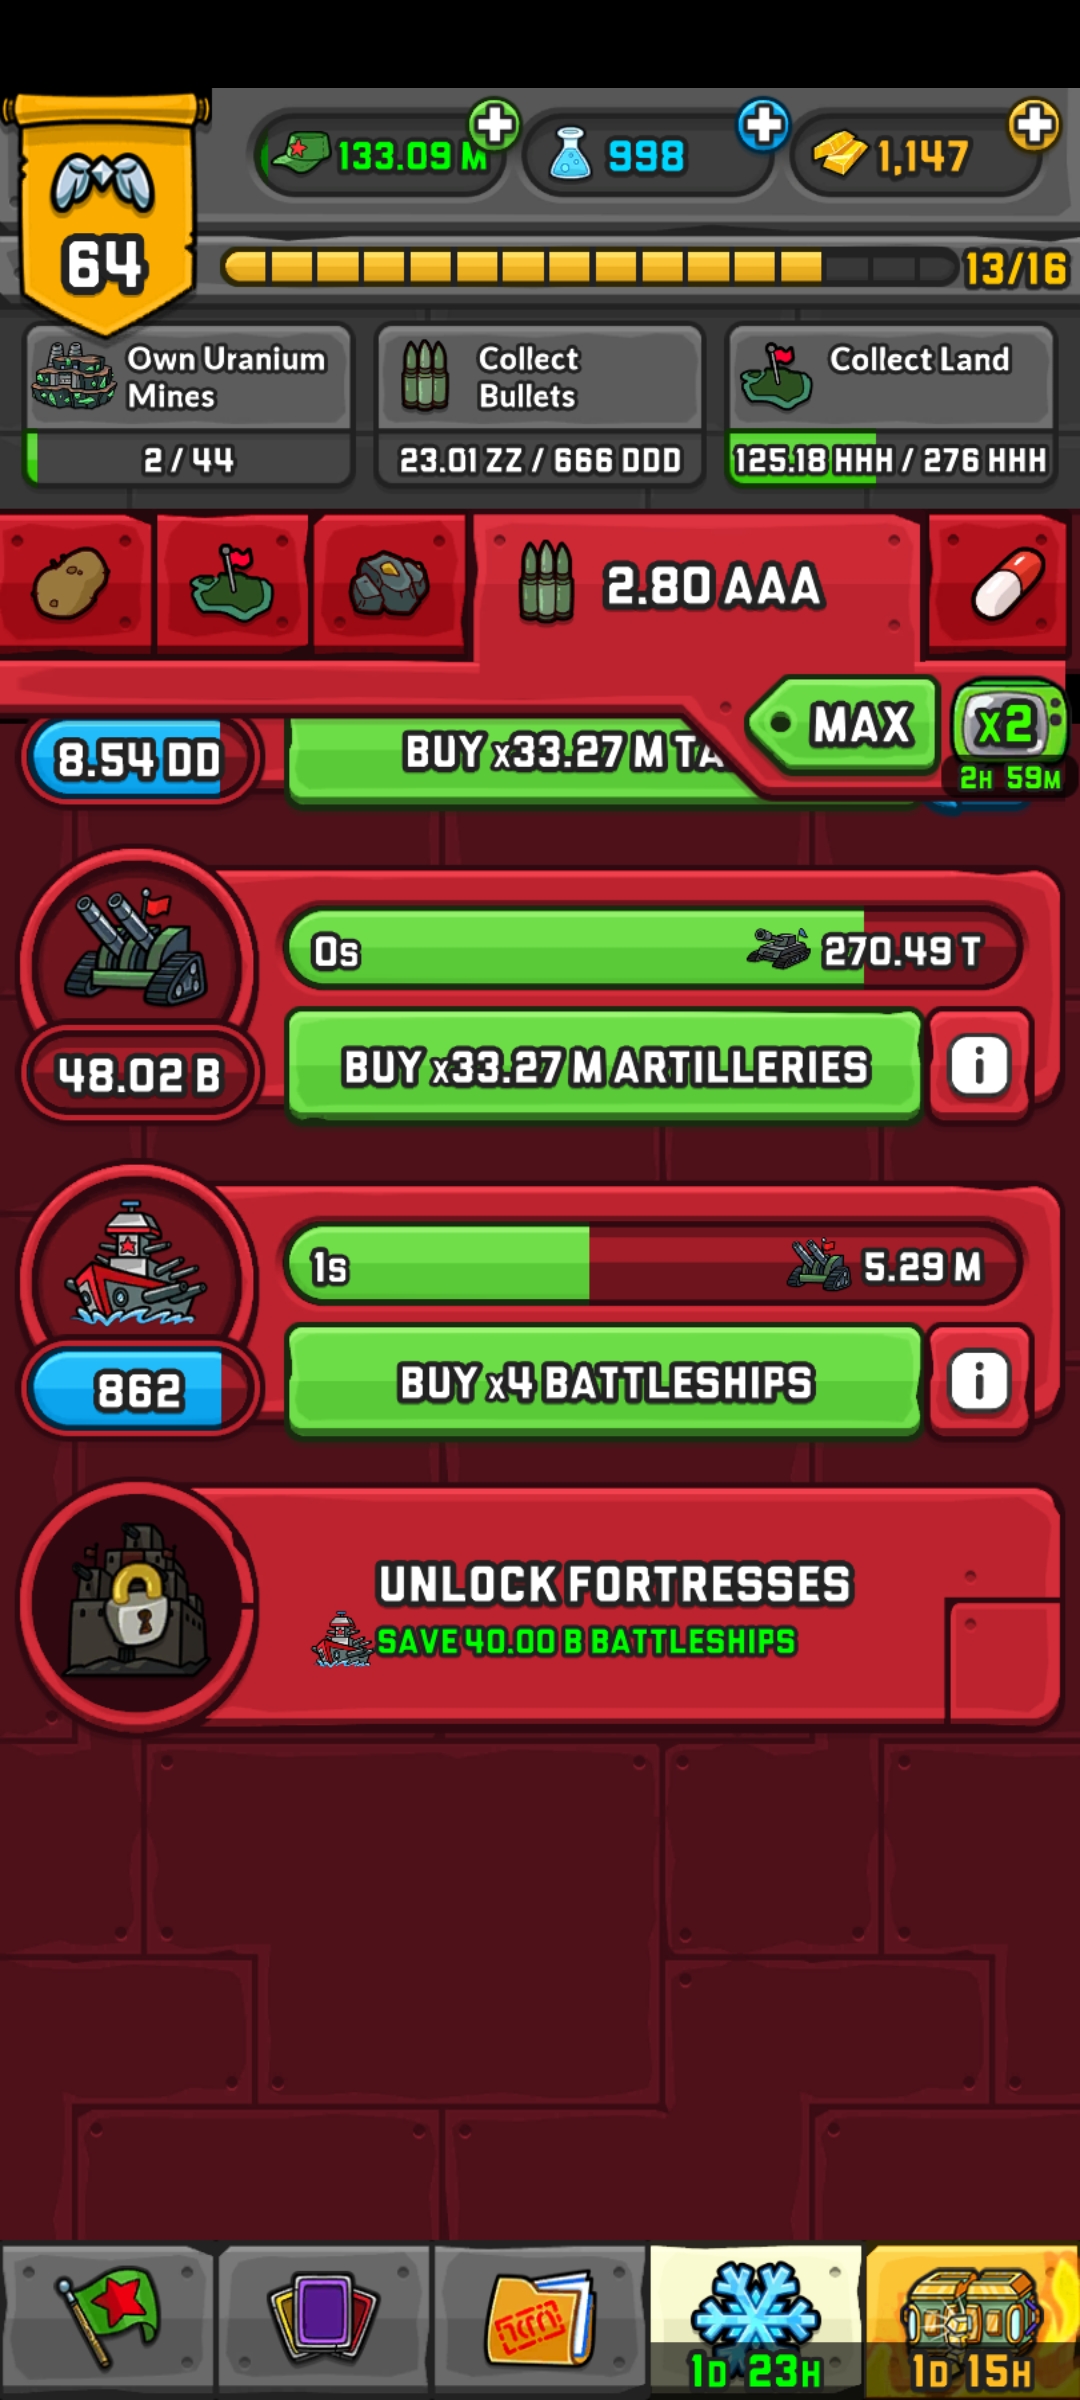 133.09 M
998
1,147
64
13/16
Own Uranium
Mines
Collect
Bullets
Collect Land
2 / 44
23.01 ZZ / 666 DDD
125.18 HHH / 276 HHH
2.80 AAA
MAX
x2
2H 59M
8.54 DD
BUY x33.27 M TA
0s
270.49 T
48.02 B
BUY x33.27 M ARTILLERIES
i
1s
5.29 M
862
BUY x4 BATTLESHIPS
i
UNLOCK FORTRESSES
SAVE 40.00 B BATTLESHIPS
1D 23H
1D 15H